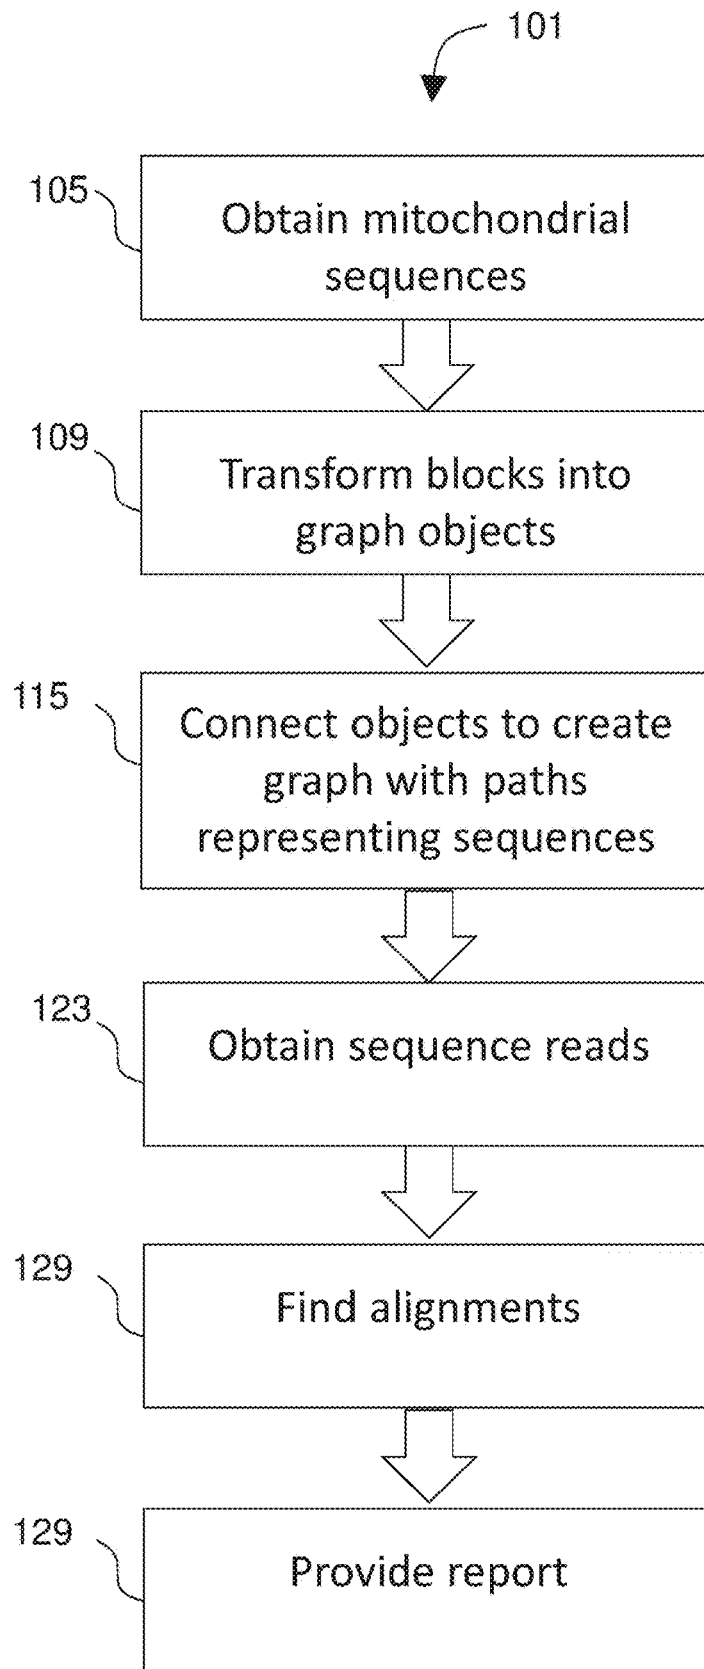 101
105
Obtain mitochondrial
sequences
109
Transform blocks into
graph objects
115
Connect objects to create
graph with paths
representing sequences
123
Obtain sequence reads
129
Find alignments
129
Provide report